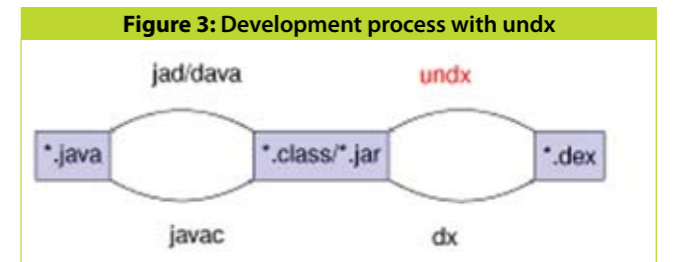 Figure 3: Development process with undx
jad/dava undx
*.java *.class/*.jar *.dex
javac dx